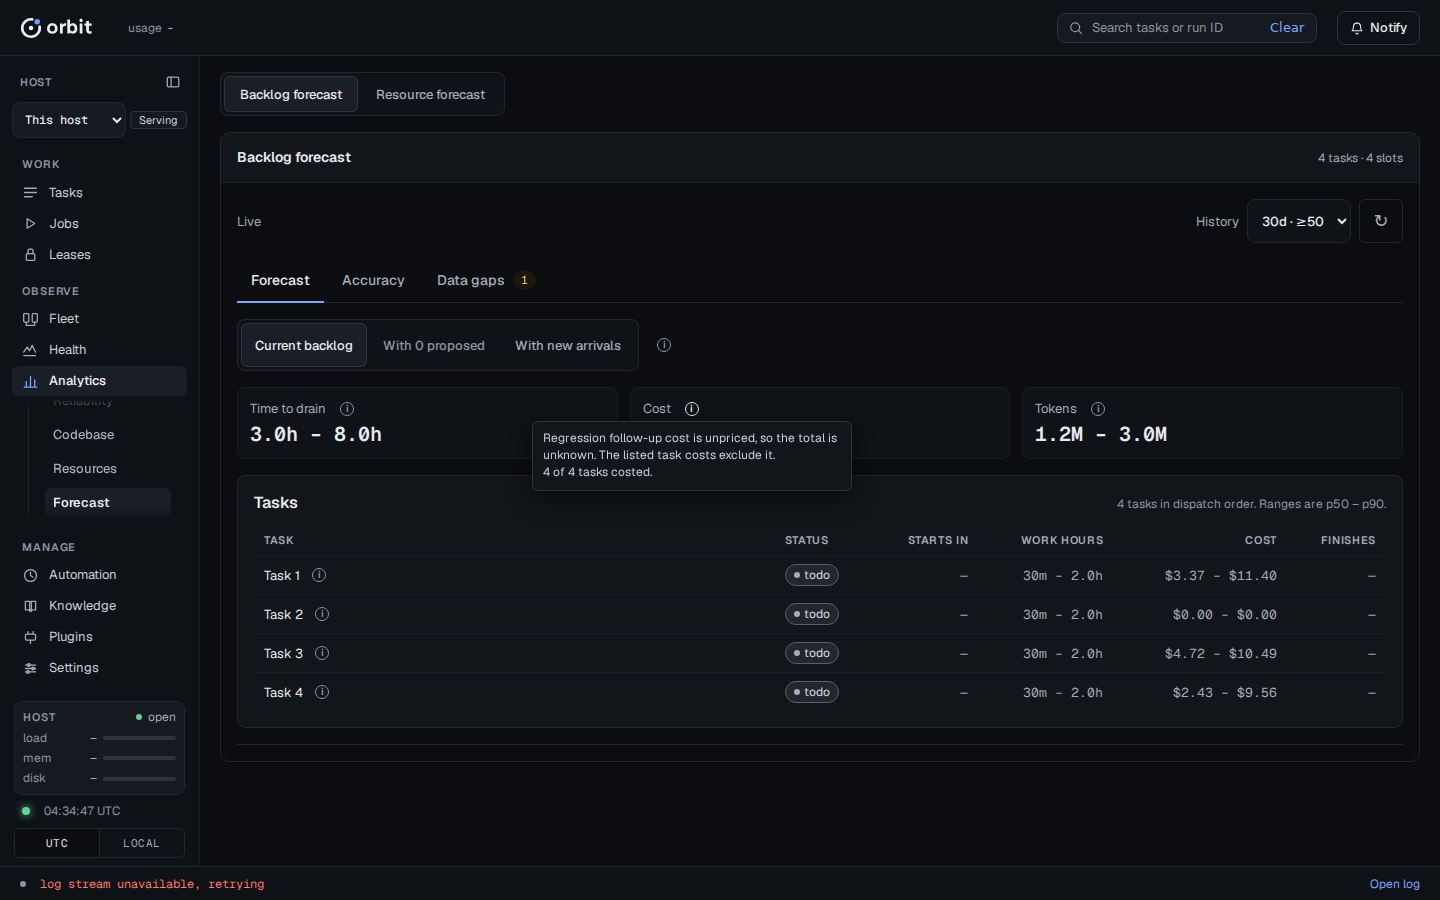 orbit
usage -
Search tasks or run ID
Clear
Notify
HOST
This host
Serving
WORK
Tasks
Jobs
Leases
OBSERVE
Fleet
Health
Analytics
Reliability
Codebase
Resources
Forecast
MANAGE
Automation
Knowledge
Plugins
Settings
HOST
open
load –
mem –
disk –
04:34:47 UTC
UTC
LOCAL
Backlog forecast
Resource forecast
Backlog forecast
4 tasks · 4 slots
Live
History
30d · ≥50
Forecast
Accuracy
Data gaps 1
Current backlog
With 0 proposed
With new arrivals
Time to drain
3.0h – 8.0h
Cost
Tokens
1.2M – 3.0M
Regression follow-up cost is unpriced, so the total is
unknown. The listed task costs exclude it.
4 of 4 tasks costed.
Tasks
4 tasks in dispatch order. Ranges are p50 – p90.
TASK STATUS STARTS IN WORK HOURS COST FINISHES
Task 1 todo – 30m – 2.0h $3.37 – $11.40 –
Task 2 todo – 30m – 2.0h $0.00 – $0.00 –
Task 3 todo – 30m – 2.0h $4.72 – $10.49 –
Task 4 todo – 30m – 2.0h $2.43 – $9.56 –
log stream unavailable, retrying
Open log